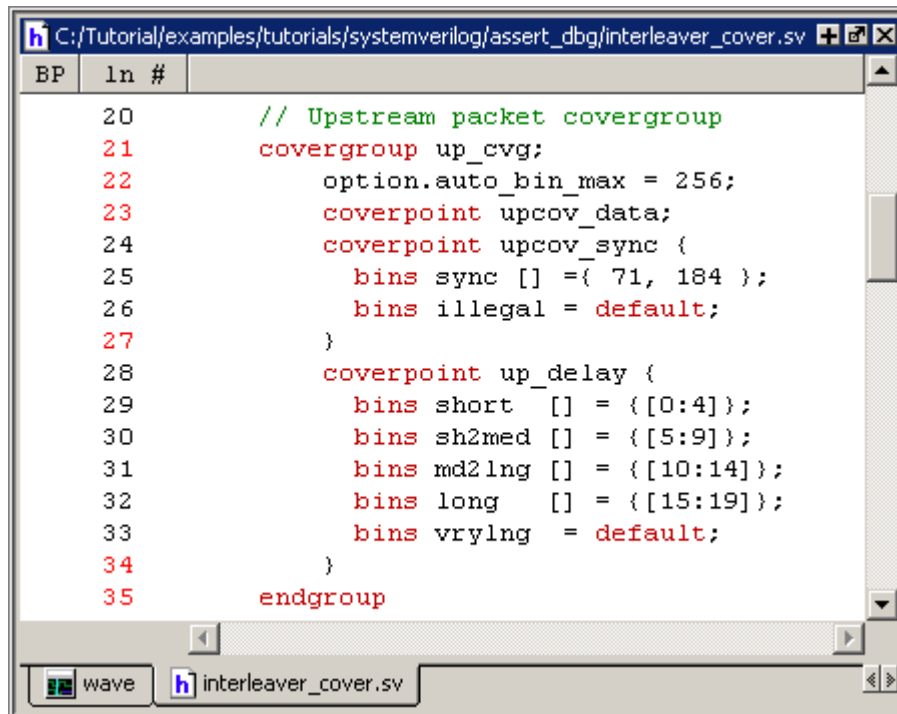 C:/Tutorial/examples/tutorials/systemverilog/assert_dbg/interleaver_cover.sv
BP ln #
20 // Upstream packet covergroup
21 covergroup up_cvg;
22 option.auto_bin_max = 256;
23 coverpoint upcov_data;
24 coverpoint upcov_sync {
25 bins sync [] ={ 71, 184 };
26 bins illegal = default;
27 }
28 coverpoint up_delay {
29 bins short [] = {[0:4]};
30 bins sh2med [] = {[5:9]};
31 bins md2lng [] = {[10:14]};
32 bins long [] = {[15:19]};
33 bins vrylng = default;
34 }
35 endgroup
wave h interleaver_cover.sv